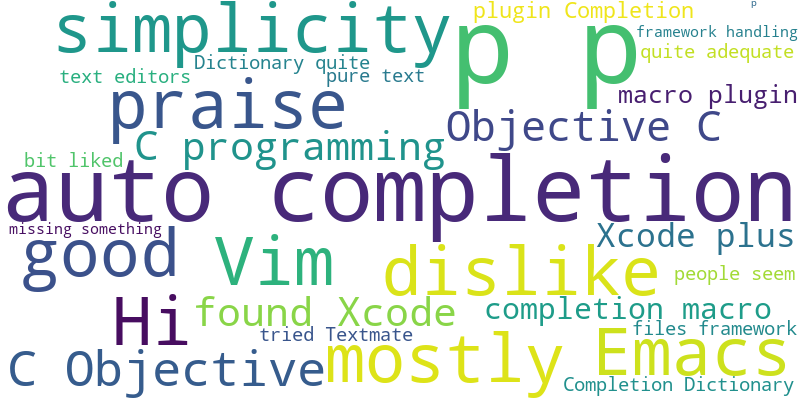 plugin Completion
p
simplicity
p p
framework handling
quite adequate
Dictionary quite
text editors
pure text
macro plugin
praise
Objective C
C programming
bit liked
auto completion
missing something
good
Vim
Xcode plus
dislike
people seem
Hi
found Xcode
completion macro
files framework
tried Textmate
mostly
Emacs
C Objective
Completion Dictionary